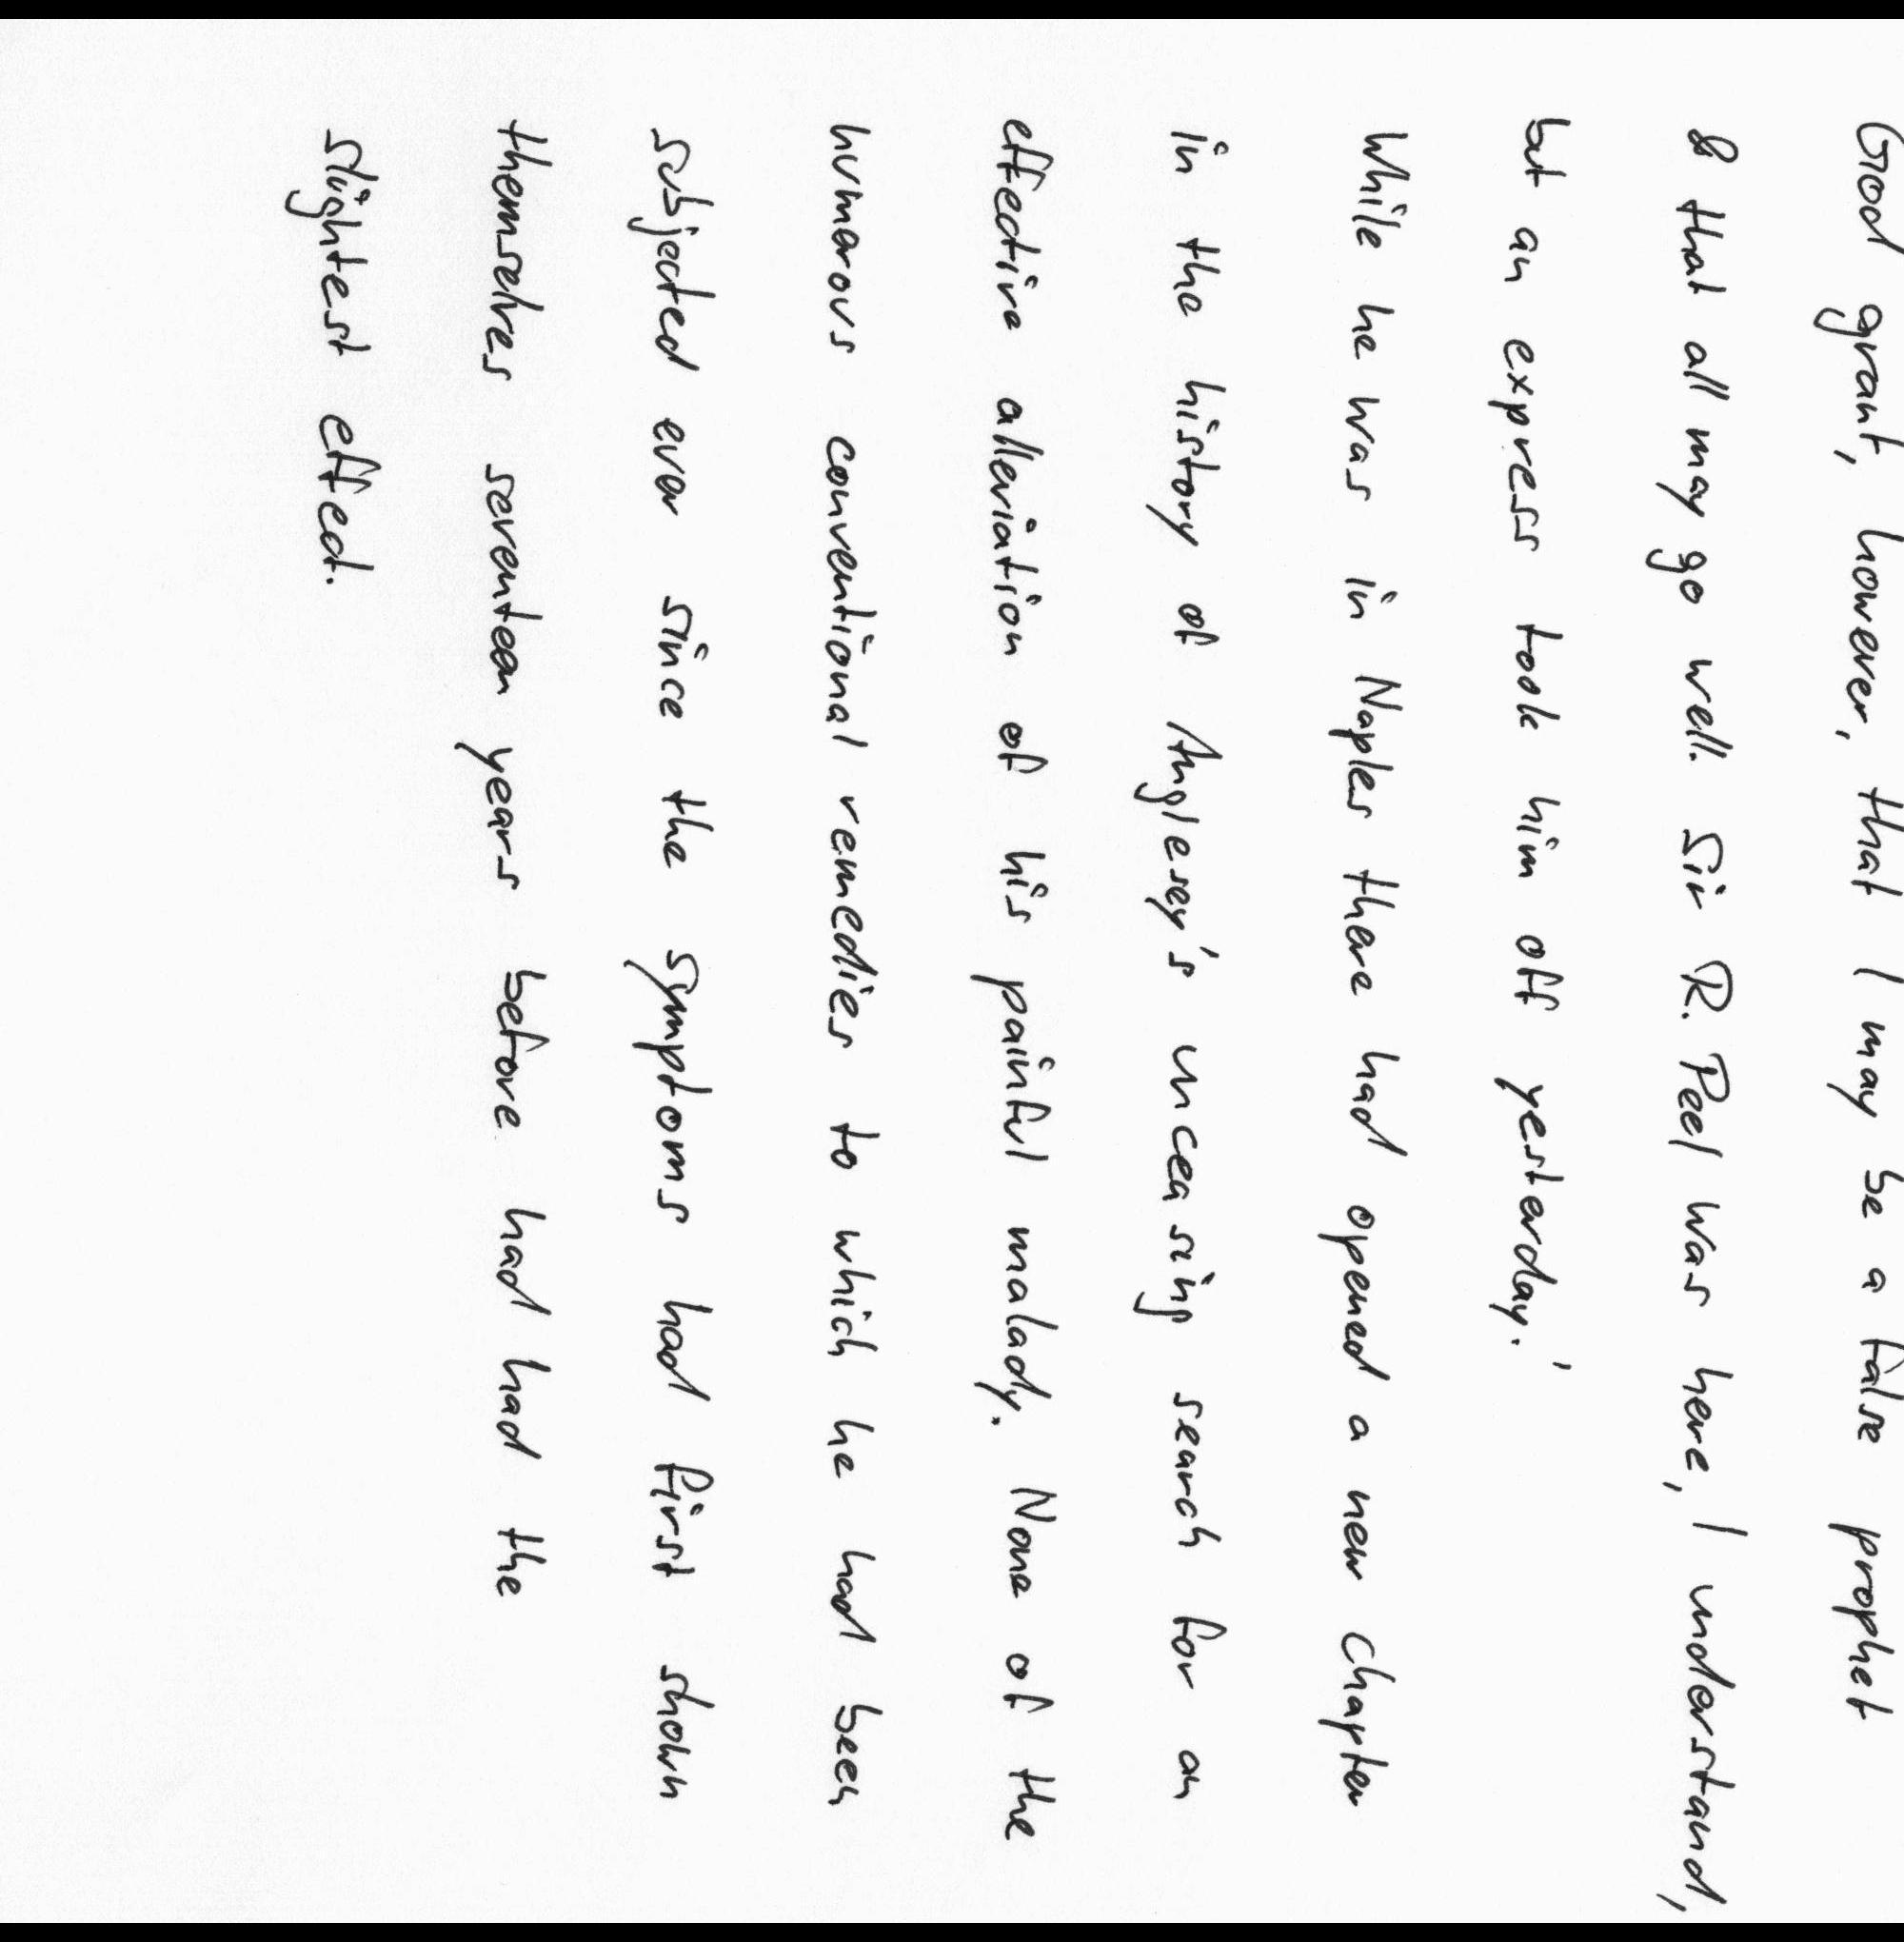 God grant, however, that I may be a false prophet
& that all may go well. Sir R. Peel was here, I understand,
but an express took him off yesterday.'
While he was in Naples there had opened a new chapter
in the history of Anglesey's unceasing search for an
effective alleviation of his painful malady. None of the
humorous conventional remedies to which he had been
subjected ever since the symptoms had first shown
themselves seventeen years before had had the
slightest effect.